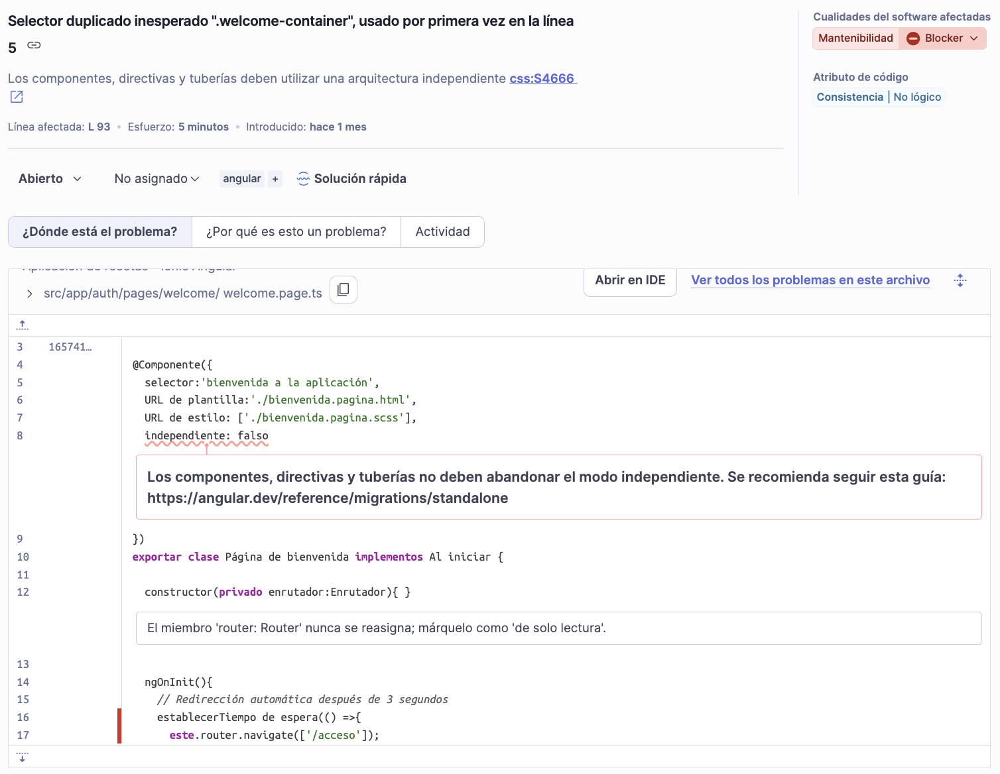 Selector duplicado inesperado ".welcome-container", usado por primera vez en la línea
5
Los componentes, directivas y tuberías deben utilizar una arquitectura independiente css:S4666
Línea afectada: L 93 • Esfuerzo: 5 minutos • Introducido: hace 1 mes
Cualidades del software afectadas
Mantenibilidad Blocker
Atributo de código
Consistencia | No lógico
Abierto No asignado angular + Solución rápida
¿Dónde está el problema? ¿Por qué es esto un problema? Actividad
Aplicación de recetas - Ionic Angular
src/app/auth/pages/welcome/ welcome.page.ts
Abrir en IDE Ver todos los problemas en este archivo
3 165741…
4 @Componente({
5 selector:'bienvenida a la aplicación',
6 URL de plantilla:'./bienvenida.pagina.html',
7 URL de estilo: ['./bienvenida.pagina.scss'],
8 independiente: falso
Los componentes, directivas y tuberías no deben abandonar el modo independiente. Se recomienda seguir esta guía:
https://angular.dev/reference/migrations/standalone
9 })
10 exportar clase Página de bienvenida implementos Al iniciar {
11
12 constructor(privado enrutador:Enrutador){ }
El miembro 'router: Router' nunca se reasigna; márquelo como 'de solo lectura'.
13
14 ngOnInit(){
15 // Redirección automática después de 3 segundos
16 establecerTiempo de espera(() =>{
17 este.router.navigate(['/acceso']);